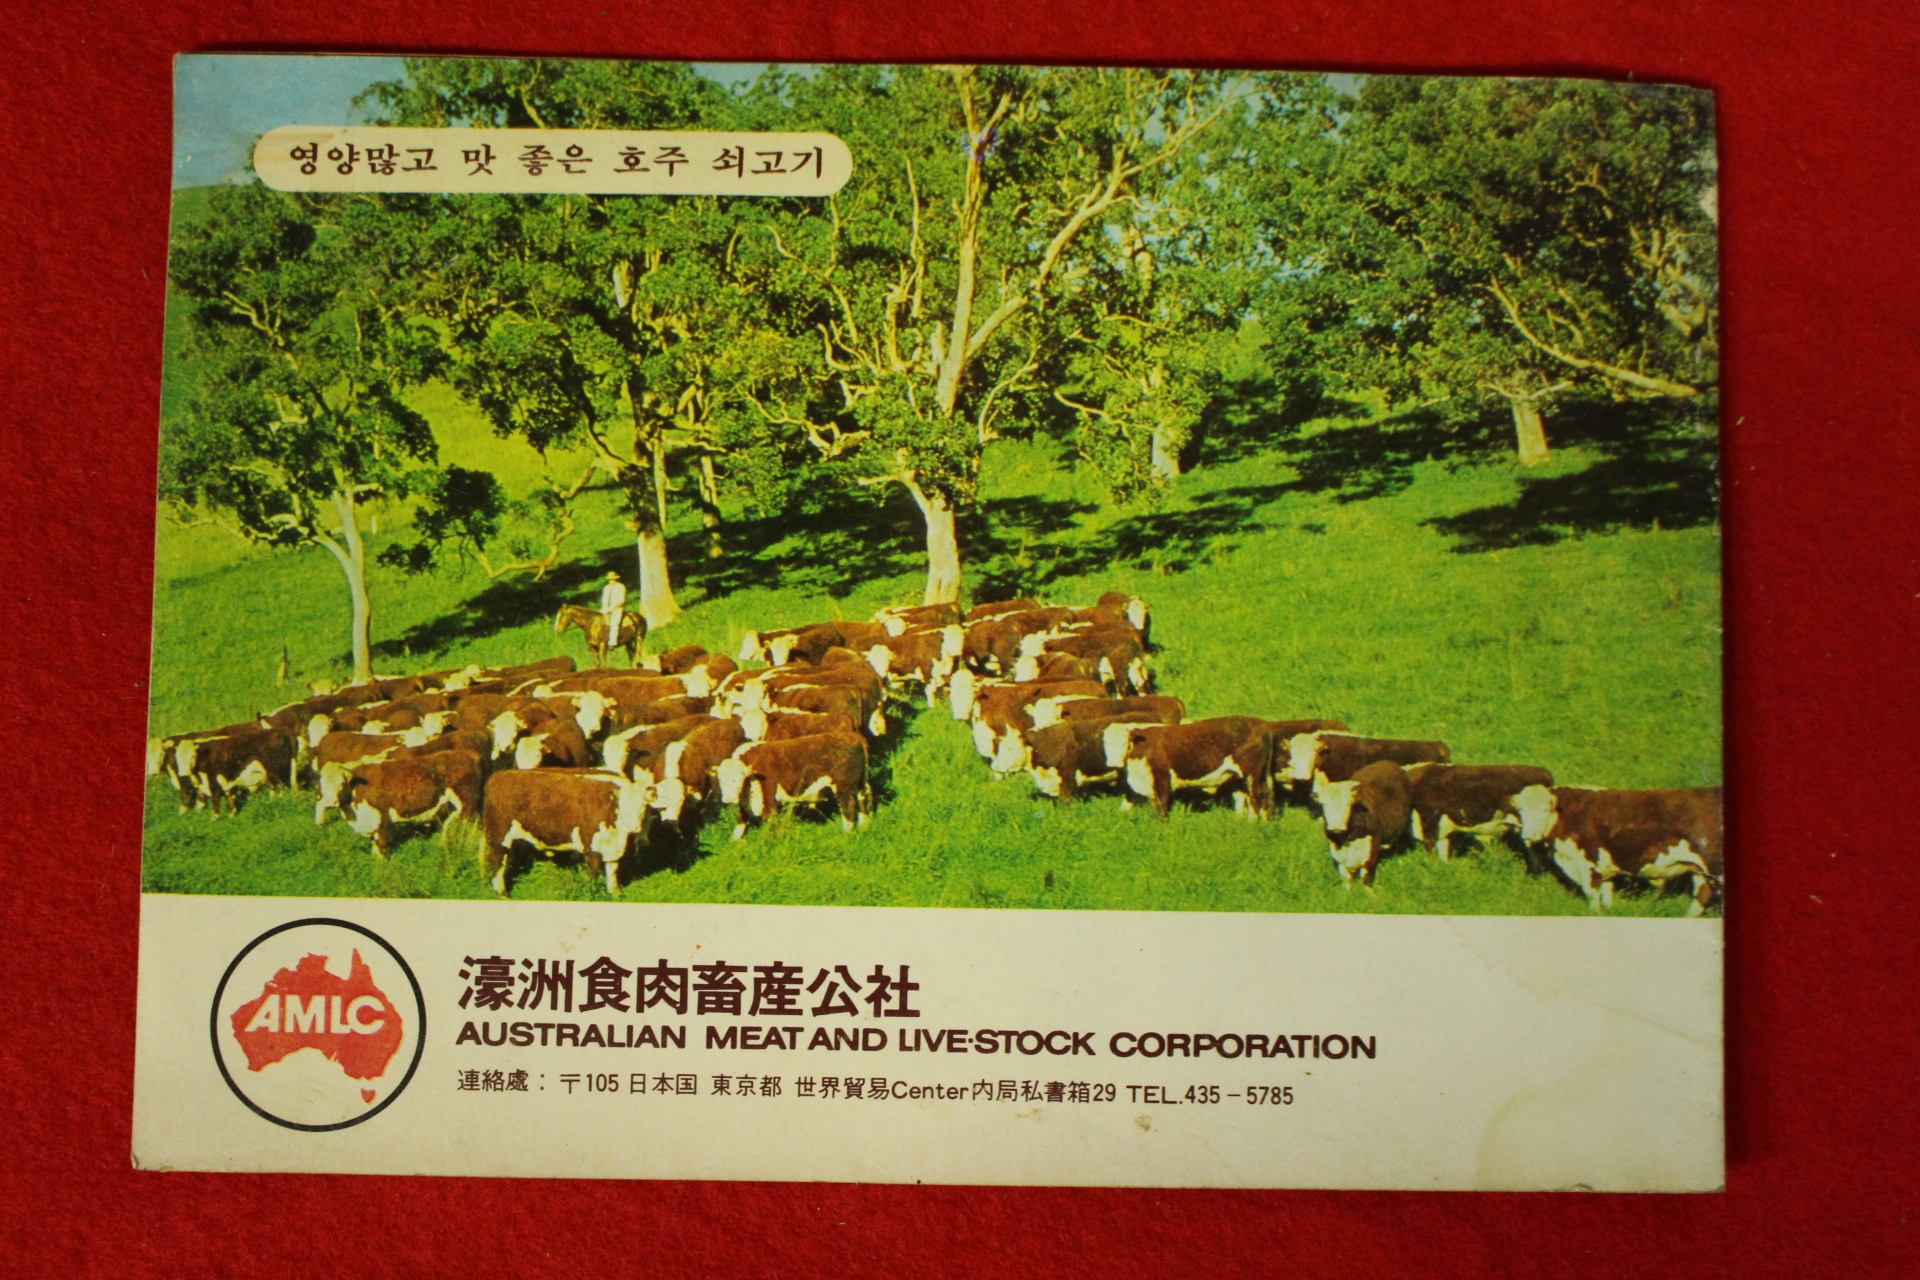 영양많고 맛 좋은 호주 쇠고기
AMLC
濠洲食肉畜産公社
AUSTRALIAN MEAT AND LIVE-STOCK CORPORATION
連絡處 : 〒105 日本国 東京都 世界貿易Center内局私書箱29 TEL.435-5785